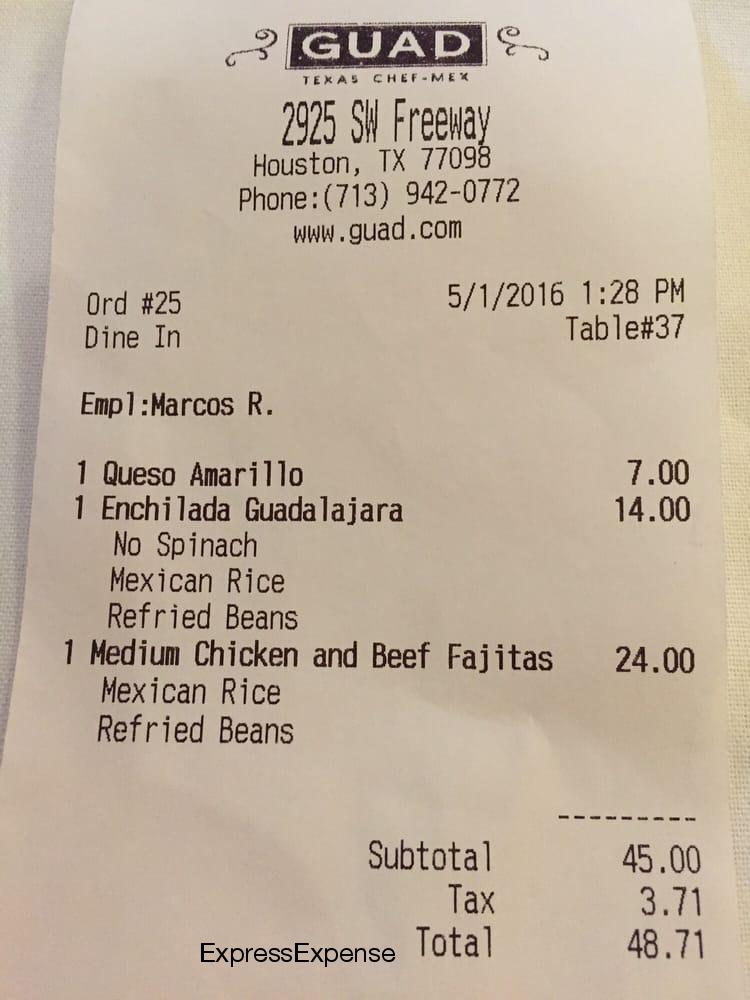 GUAD
TEXAS CHEF-MEX
2925 SW Freeway
Houston, TX 77098
Phone:(713) 942-0772
www.guad.com
Ord #25 5/1/2016 1:28 PM
Dine In Table#37
Empl:Marcos R.
1 Queso Amarillo 7.00
1 Enchilada Guadalajara 14.00
No Spinach
Mexican Rice
Refried Beans
1 Medium Chicken and Beef Fajitas 24.00
Mexican Rice
Refried Beans
---------
Subtotal 45.00
Tax 3.71
ExpressExpense Total 48.71